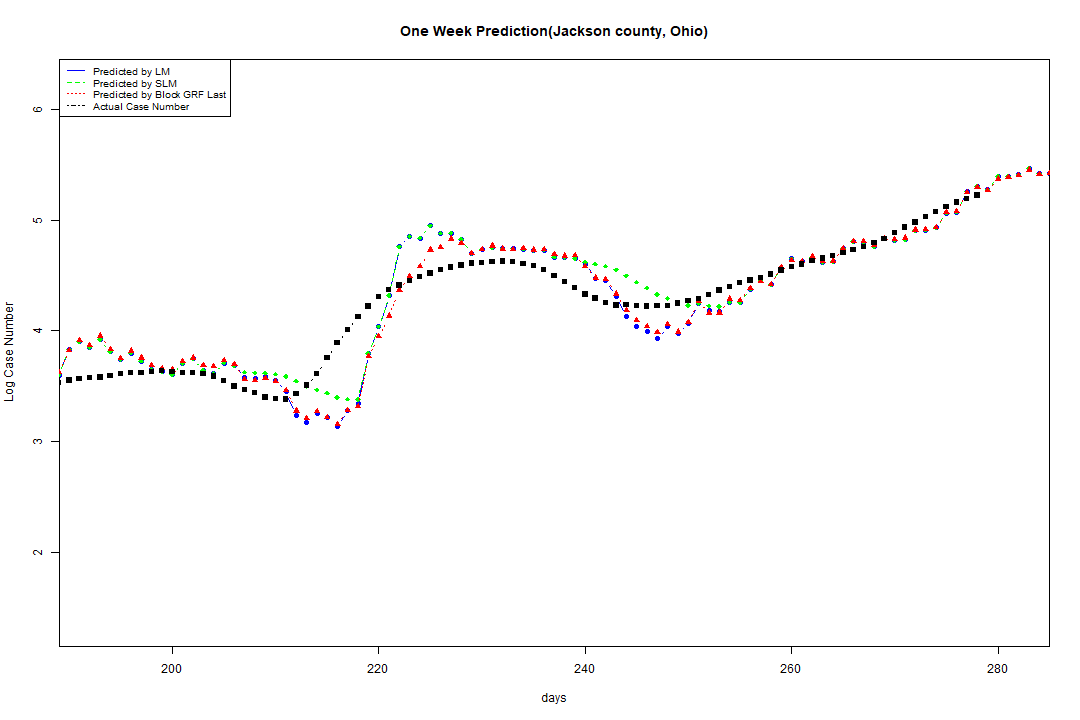 One Week Prediction(Jackson county, Ohio)
Predicted by LM
Predicted by SLM
Predicted by Block GRF Last
Actual Case Number
6
5
4
3
2
Log Case Number
200
220
240
260
280
days